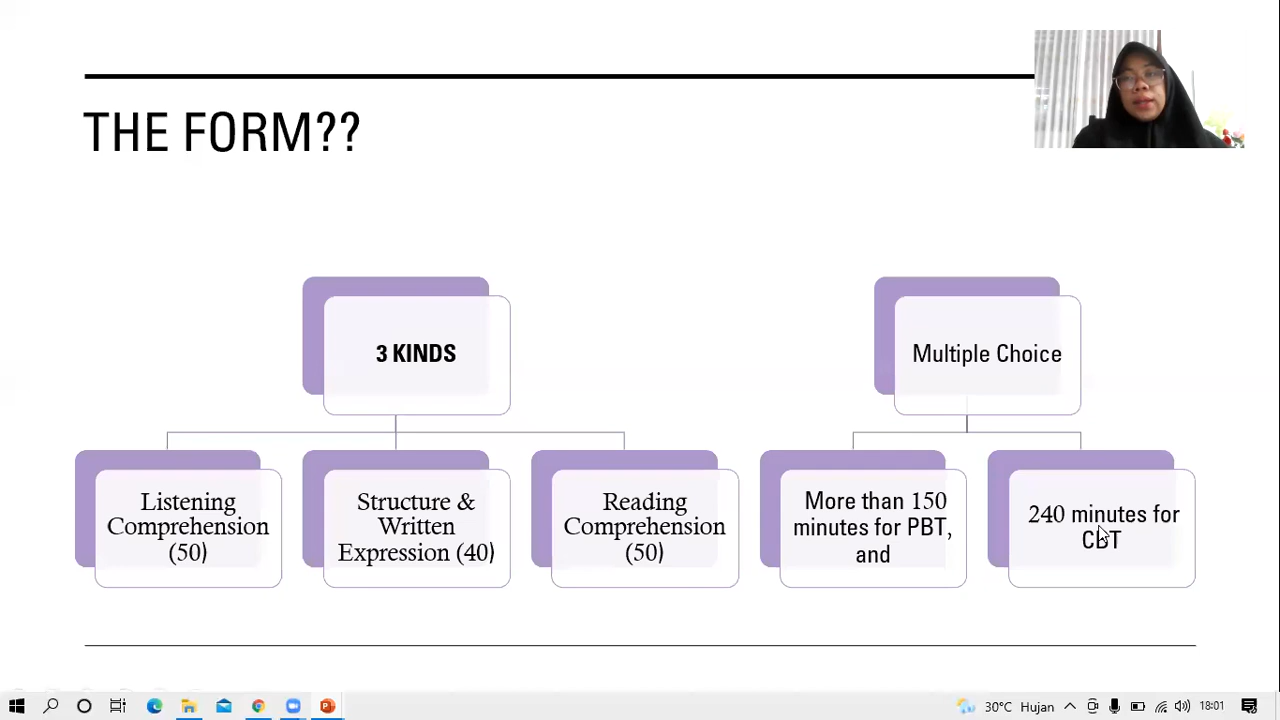 THE FORM??
3 KINDS
Multiple Choice
Listening
Comprehension
(50)
Structure &
Written
Expression (40)
Reading
Comprehension
(50)
More than 150
minutes for PBT,
and
240 minutes for
CBT
30°C Hujan
18:01